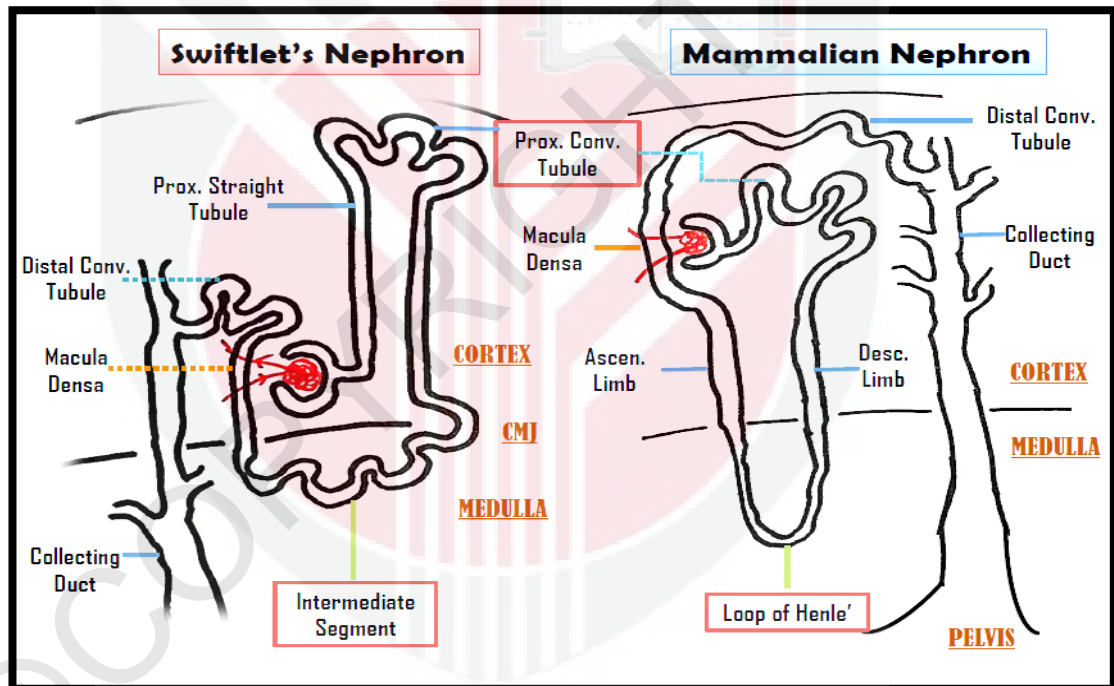 Swiftlet's Nephron
Mammalian Nephron
Prox. Straight
Tubule
Prox. Conv.
Tubule
Distal Conv.
Tubule
Distal Conv.
Tubule
Macula
Densa
Collecting
Duct
Macula
Densa
CORTEX
Ascen.
Limb
Desc.
Limb
CORTEX
CMJ
MEDULLA
MEDULLA
Collecting
Duct
Intermediate
Segment
Loop of Henle'
PELVIS
COPYRIGHT